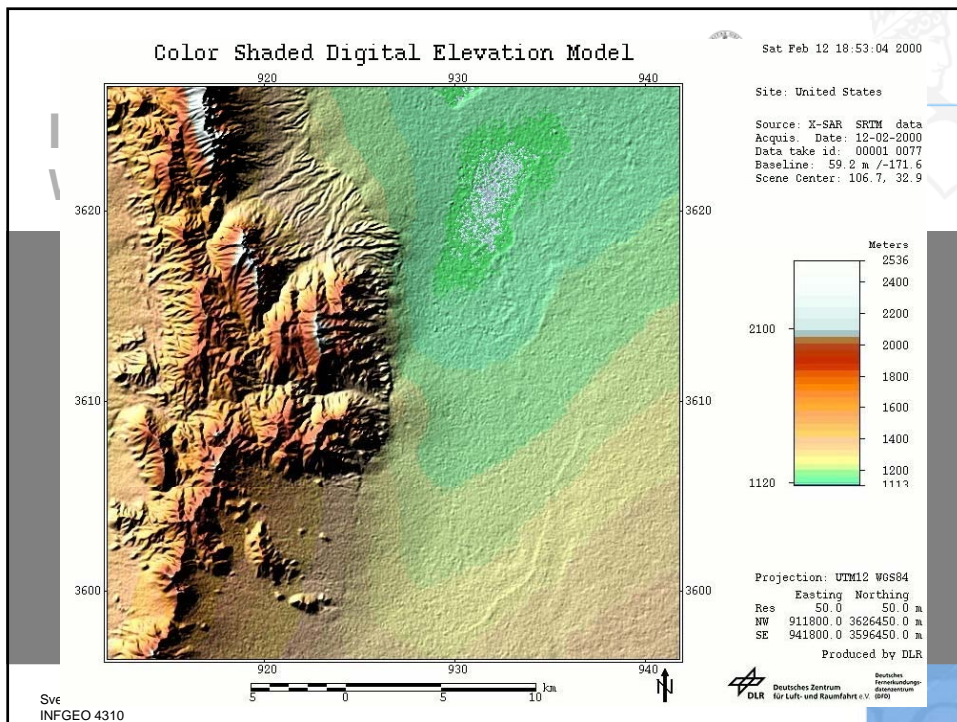 Color Shaded Digital Elevation Model
Sat Feb 12 18:53:04 2000
Site: United States
Source: X-SAR SRTM data
Acquis. Date: 12-02-2000
Data take id: 00001 0077
Baseline: 59.2 m /-171.6
Scene Center: 106.7, 32.9
920 930 940
3620 3620
3610 3610
3600 3600
920 930 940
5 0 5 10 km
N
Meters
2536
2400
2100
2000
1800
1600
1400
1200
1120
1113
Projection: UTM12 WGS84
Easting Northing
Res 50.0 50.0 m
NW 911800.0 3626450.0 m
SE 941800.0 3596450.0 m
Produced by DLR
DLR
Deutsches Zentrum
für Luft- und Raumfahrt e.V.
Deutsches
Fernerkundungs-
datenzentrum
(DFD)
Sve
INFGEO 4310